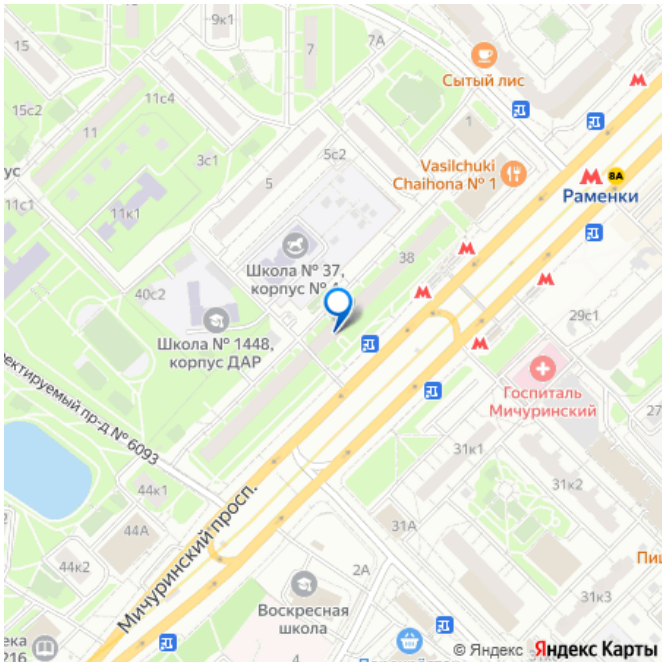 9к1
7
7А
15
Сытый лис
15с2
11с4
11
1
3с1
5с2
Vasilchuki
Chaihona № 1
8А
Раменки
5
11с1
11к1
38
Школа № 37,
корпус № 4
40с2
29с1
Школа № 1448,
корпус ДАР
Госпиталь
Мичуринский
27
ектируемый пр-д № 6093
31к1
31к2
44к1
Мичуринский просп.
44А
31А
44к2
2А
Воскресная
школа
31к3
216
4
© Яндекс Яндекс Карты